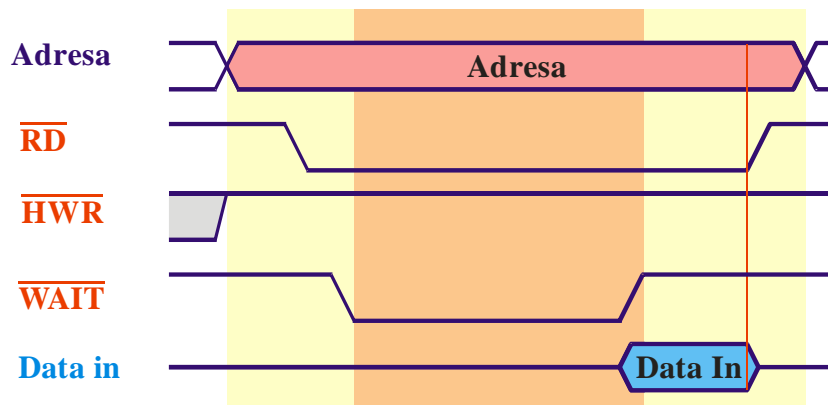 Adresa
Adresa
RD
HWR
WAIT
Data in
Data In